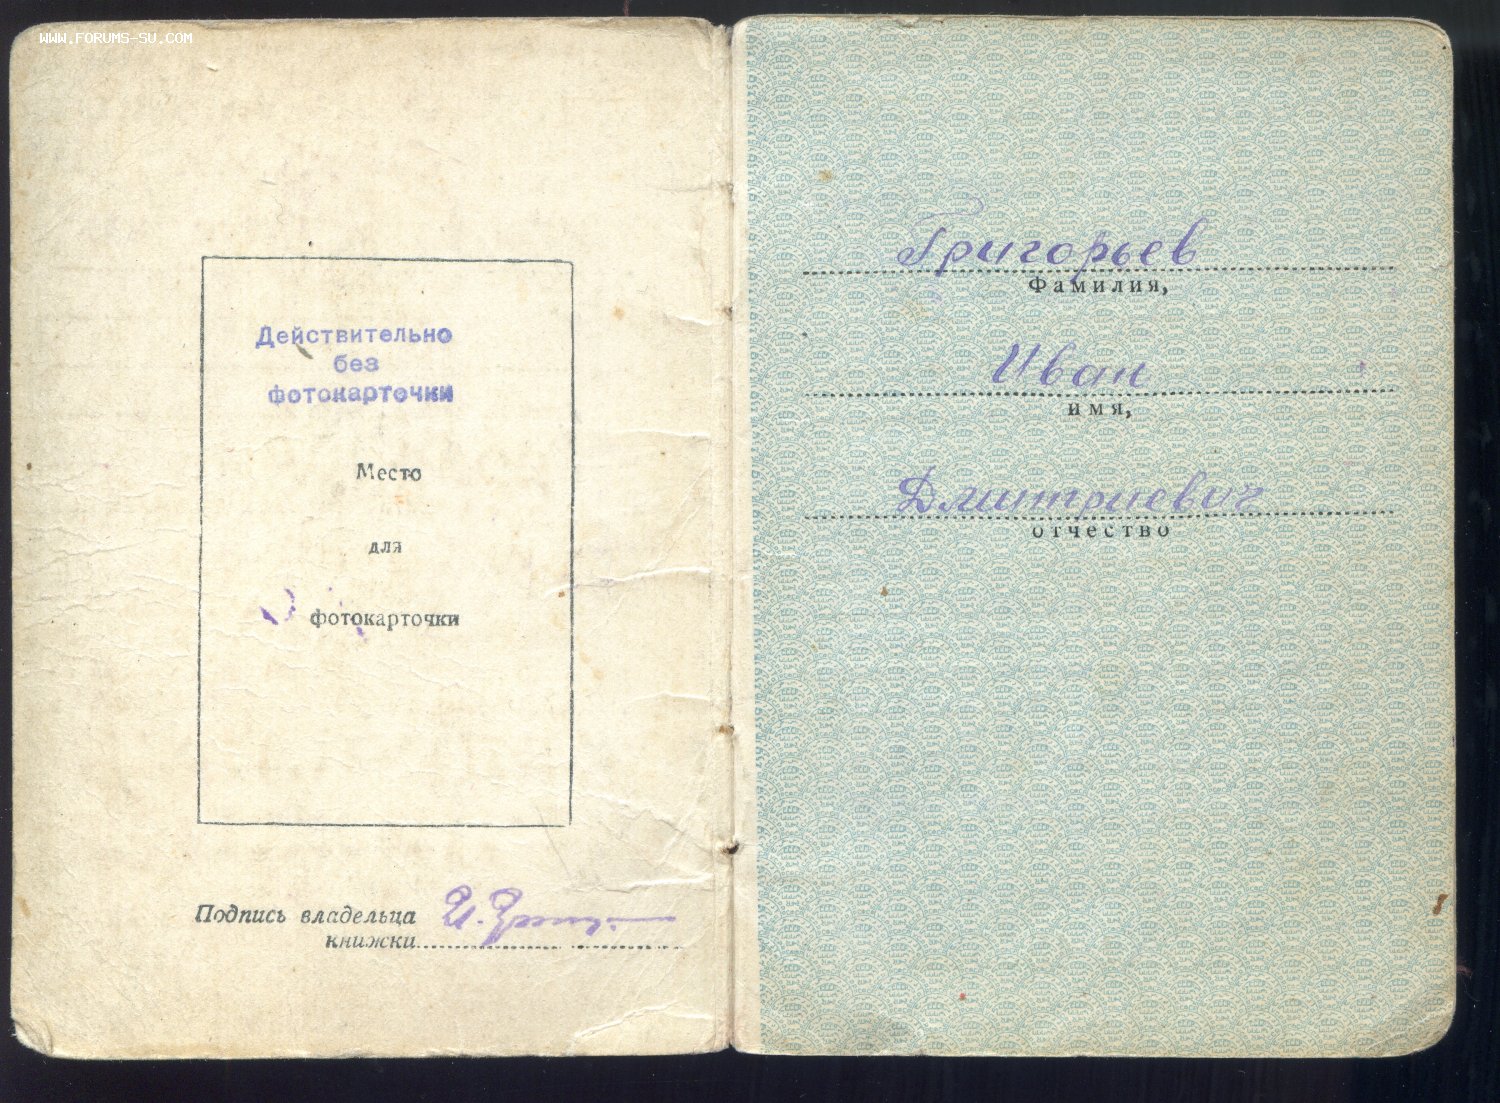 WWW.FORUMS-SU.COM
Действительно
без
фотокарточки
Место
для
фотокарточки
Подпись владельца
книжки
Григорьев
Фамилия,
Иван
имя,
Дмитриевич
отчество